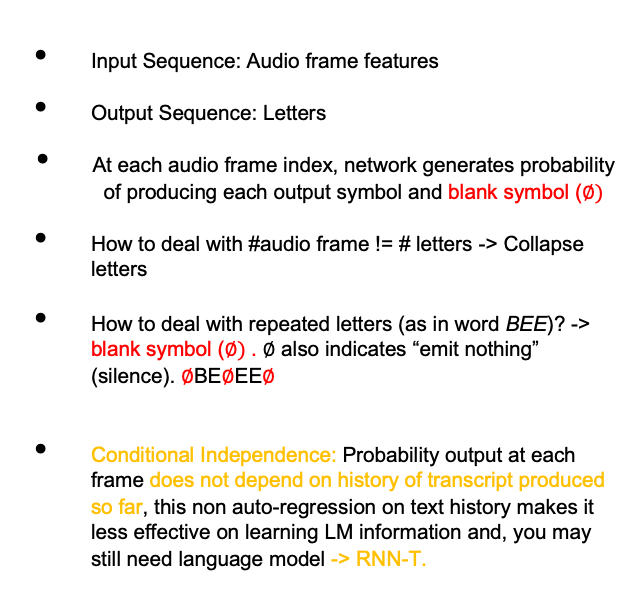 • Input Sequence: Audio frame features
• Output Sequence: Letters
• At each audio frame index, network generates probability
of producing each output symbol and blank symbol (Ø)
• How to deal with #audio frame != # letters -> Collapse
letters
• How to deal with repeated letters (as in word BEE)? ->
blank symbol (Ø) . Ø also indicates “emit nothing”
(silence). ØBEØEEØ
• Conditional Independence: Probability output at each
frame does not depend on history of transcript produced
so far, this non auto-regression on text history makes it
less effective on learning LM information and, you may
still need language model -> RNN-T.